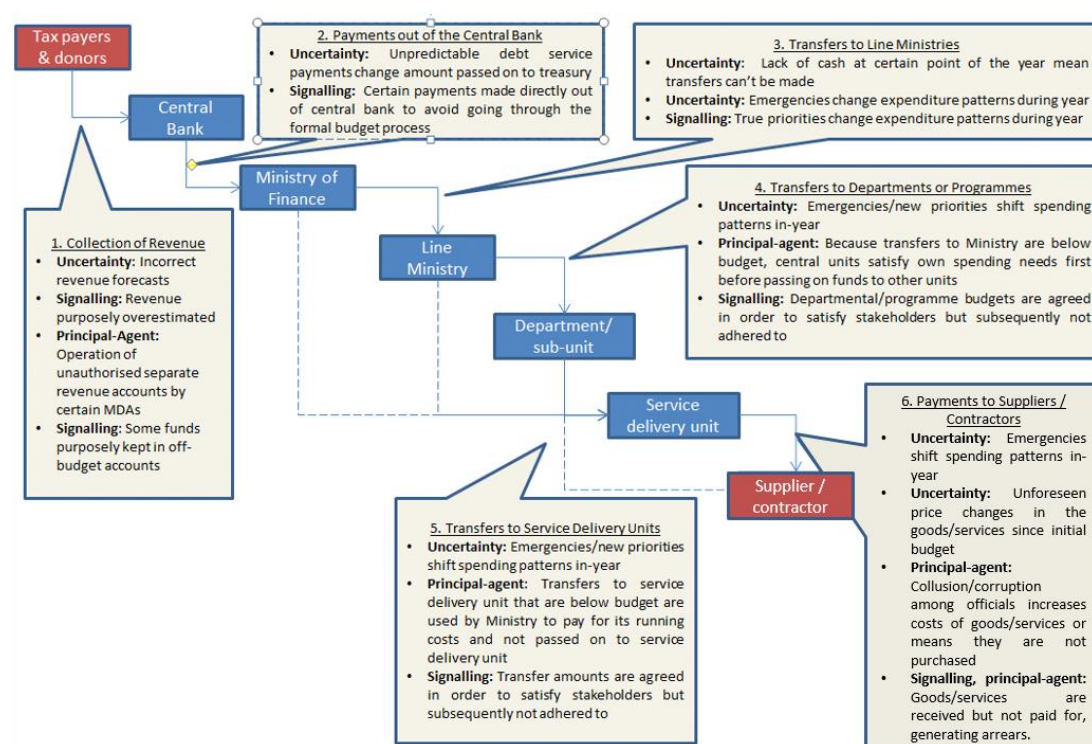 Tax payers
& donors
Central
Bank
Ministry of
Finance
Line
Ministry
Department/
sub-unit
Service
delivery unit
Supplier /
contractor
1. Collection of Revenue
• Uncertainty: Incorrect
revenue forecasts
• Signalling: Revenue
purposely overestimated
• Principal-Agent:
Operation of
unauthorised separate
revenue accounts by
certain MDAs
• Signalling: Some funds
purposely kept in off-
budget accounts
2. Payments out of the Central Bank
• Uncertainty: Unpredictable debt service
payments change amount passed on to treasury
• Signalling: Certain payments made directly out
of central bank to avoid going through the
formal budget process
3. Transfers to Line Ministries
• Uncertainty: Lack of cash at certain point of the year mean
transfers can't be made
• Uncertainty: Emergencies change expenditure patterns during year
• Signalling: True priorities change expenditure patterns during year
4. Transfers to Departments or Programmes
• Uncertainty: Emergencies/new priorities shift spending
patterns in-year
• Principal-agent: Because transfers to Ministry are below
budget, central units satisfy own spending needs first
before passing on funds to other units
• Signalling: Departmental/programme budgets are agreed
in order to satisfy stakeholders but subsequently not
adhered to
5. Transfers to Service Delivery Units
• Uncertainty: Emergencies/new priorities
shift spending patterns in-year
• Principal-agent: Transfers to service
delivery unit that are below budget are
used by Ministry to pay for its running
costs and not passed on to service
delivery unit
• Signalling: Transfer amounts are agreed
in order to satisfy stakeholders but
subsequently not adhered to
6. Payments to Suppliers /
Contractors
• Uncertainty: Emergencies
shift spending patterns in-
year
• Uncertainty: Unforeseen
price changes in the
goods/services since initial
budget
• Principal-agent:
Collusion/corruption
among officials increases
costs of goods/services or
means they are not
purchased
• Signalling, principal-agent:
Goods/services are
received but not paid for,
generating arrears.